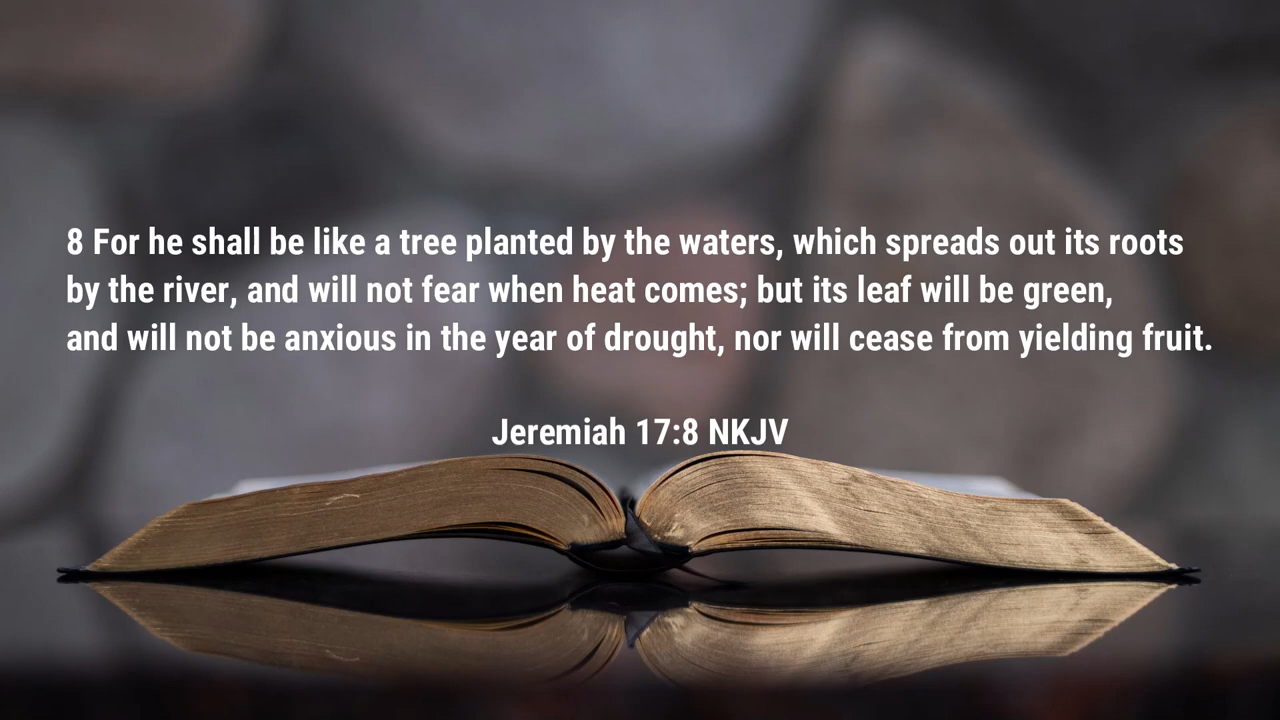 8 For he shall be like a tree planted by the waters, which spreads out its roots
by the river, and will not fear when heat comes; but its leaf will be green,
and will not be anxious in the year of drought, nor will cease from yielding fruit.
Jeremiah 17:8 NKJV